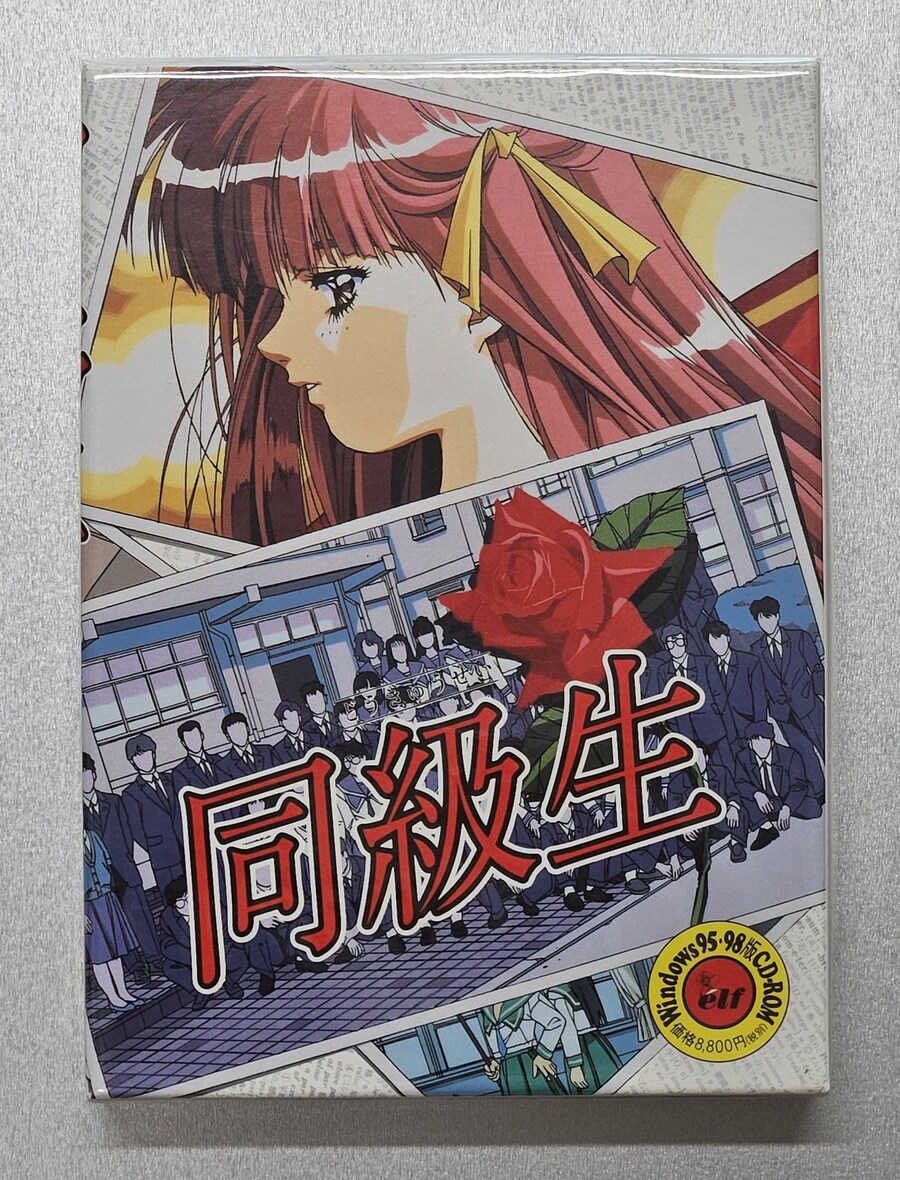 どうきゅうせい
同級生
Windows95・98版CD-ROM
elf
価格8,800円(税別)